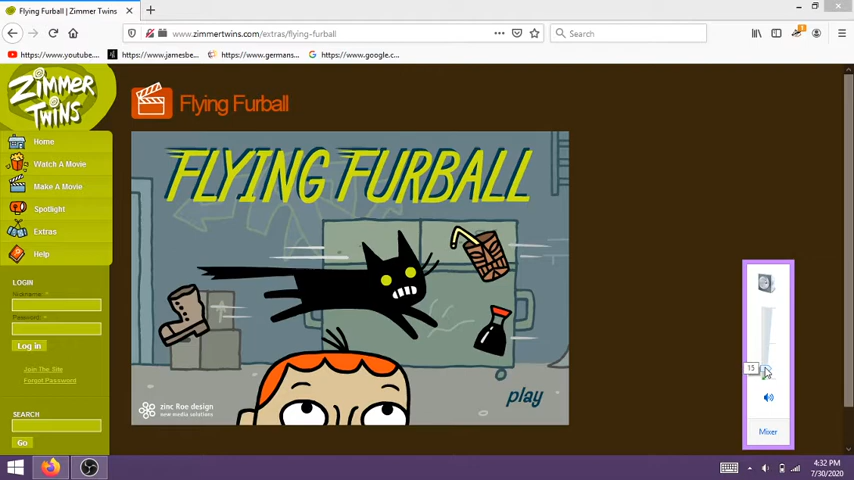 Flying Furball | Zimmer Twins
www.zimmertwins.com/extras/flying-furball
Search
https://www.youtube....
https://www.jamesbe...
https://www.germans...
https://www.google.c...
ZIMMER
TWINS
Flying Furball
Home
Watch A Movie
Make A Movie
Spotlight
Extras
Help
LOGIN
Nickname:
Password:
Log in
Join The Site
Forgot Password
SEARCH
Go
FLYING FURBALL
zinc Roe design
play
15
Mixer
4:32 PM
7/30/2020